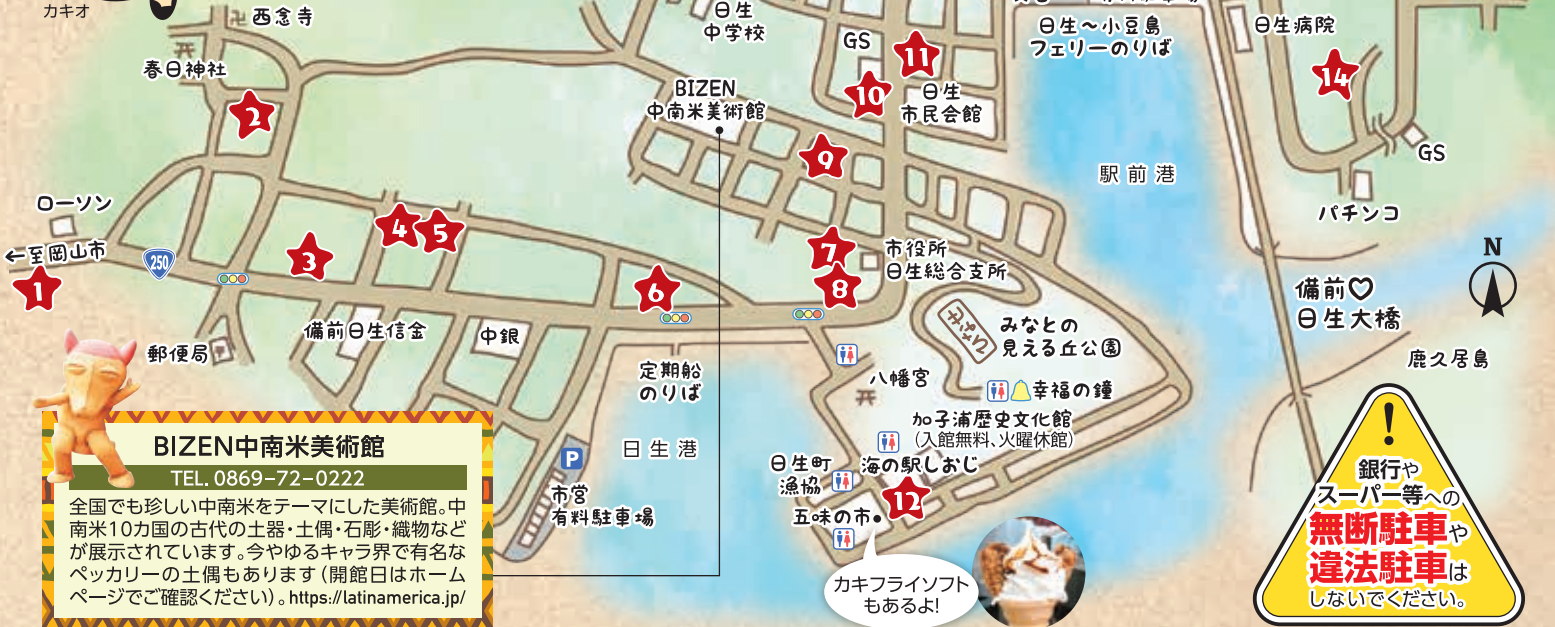 カキオ
西念寺
春日神社
2
日生
中学校
GS
11
10
日生
市民会館
日生～小豆島
フェリーのりば
日生病院
14
BIZEN
中南米美術館
9
駅前港
GS
パチンコ
ローソン
←至岡山市
1
250
3
4
5
6
7
8
市役所
日生総合支所
N
備前♡
日生大橋
鹿久居島
郵便局
備前日生信金
中銀
定期船
のりば
ひなせ
みなとの
見える丘公園
八幡宮
幸福の鐘
加子浦歴史文化館
(入館無料、火曜休館)
日生港
P
市営
有料駐車場
日生町
漁協
海の駅しおじ
12
五味の市
カキフライソフト
もあるよ!
BIZEN中南米美術館
TEL. 0869-72-0222
全国でも珍しい中南米をテーマにした美術館。中
南米10カ国の古代の土器・土偶・石彫・織物など
が展示されています。今やゆるキャラ界で有名な
ペッカリーの土偶もあります(開館日はホーム
ページでご確認ください)。https://latinamerica.jp/
!
銀行や
スーパー等への
無断駐車や
違法駐車は
しないでください。